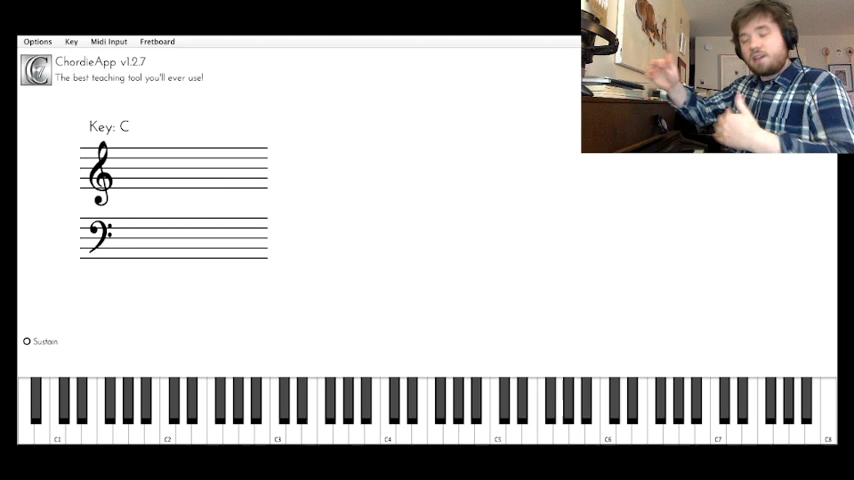 Options Key Midi Input Fretboard
ChordieApp v1.2.7
The best teaching tool you'll ever use!
Key: C
Sustain
C1 C2 C3 C4 C5 C6 C7 C8